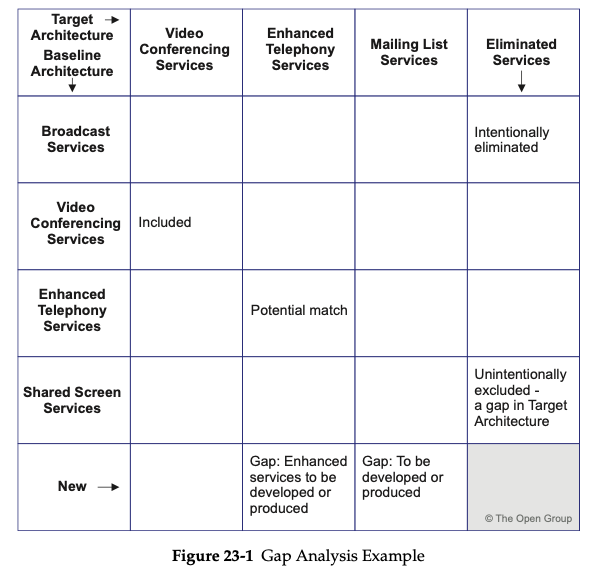 Target →
Architecture
Baseline
Architecture
↓
Video
Conferencing
Services
Enhanced
Telephony
Services
Mailing List
Services
Eliminated
Services
↓
Broadcast
Services
Intentionally
eliminated
Video
Conferencing
Services
Included
Enhanced
Telephony
Services
Potential match
Shared Screen
Services
Unintentionally
excluded -
a gap in Target
Architecture
New →
Gap: Enhanced
services to be
developed or
produced
Gap: To be
developed or
produced
© The Open Group
Figure 23-1 Gap Analysis Example